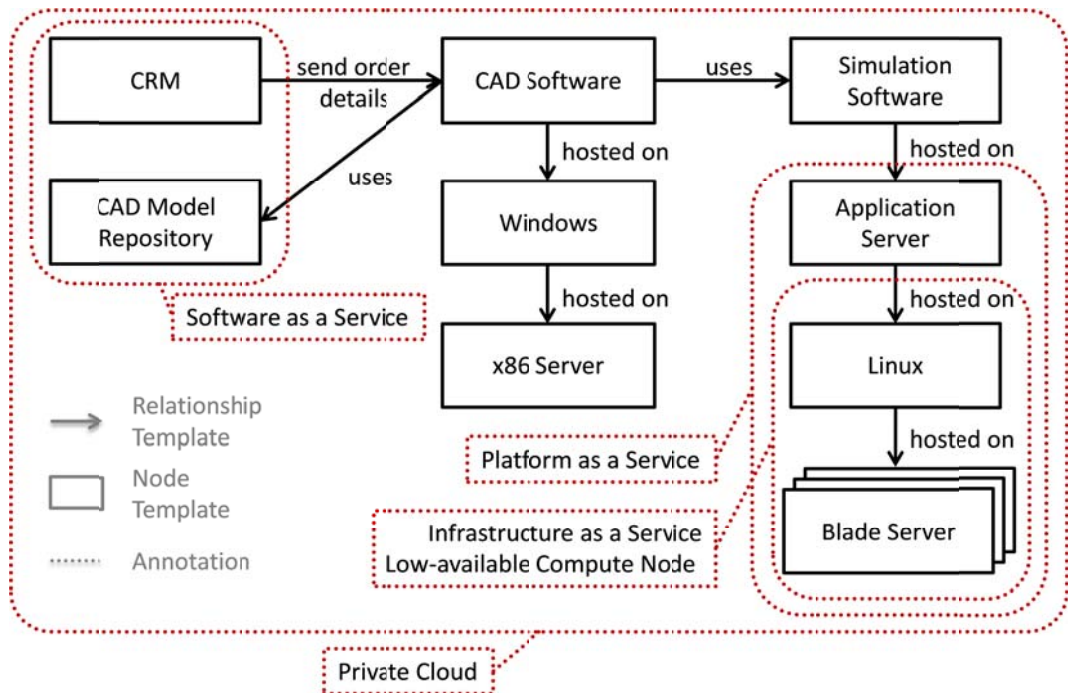 CRM
send order
details
CAD Software
uses
Simulation
Software
hosted on
hosted on
uses
CAD Model
Repository
Windows
Application
Server
hosted on
hosted on
Software as a Service
x86 Server
Linux
Relationship
Template
hosted on
Platform as a Service
Node
Template
Infrastructure as a Service
Low-available Compute Node
Blade Server
Annotation
Private Cloud